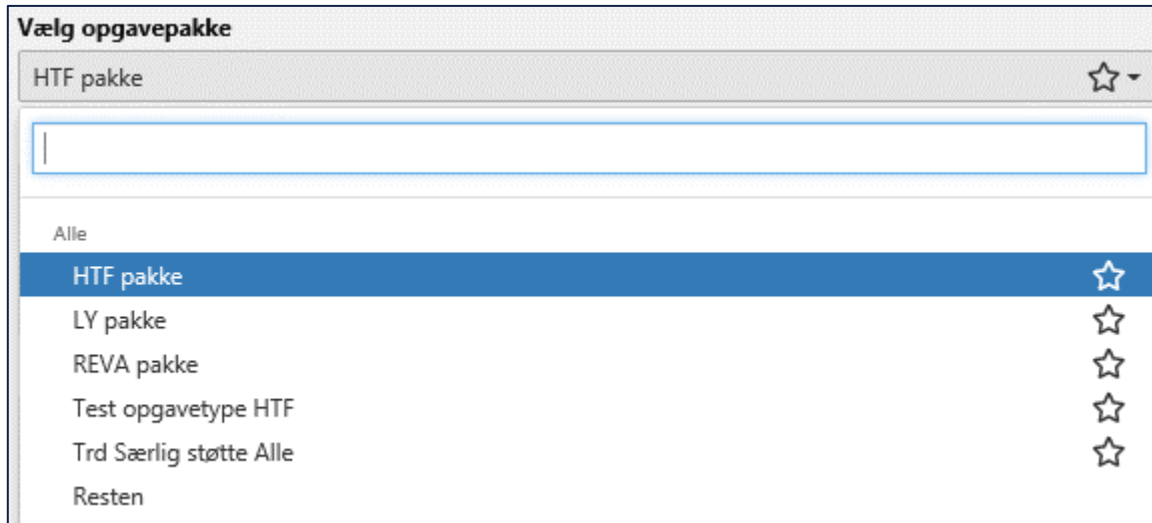 Vælg opgavepakke
HTF pakke
Alle
HTF pakke
LY pakke
REVA pakke
Test opgavetype HTF
Trd Særlig støtte Alle
Resten